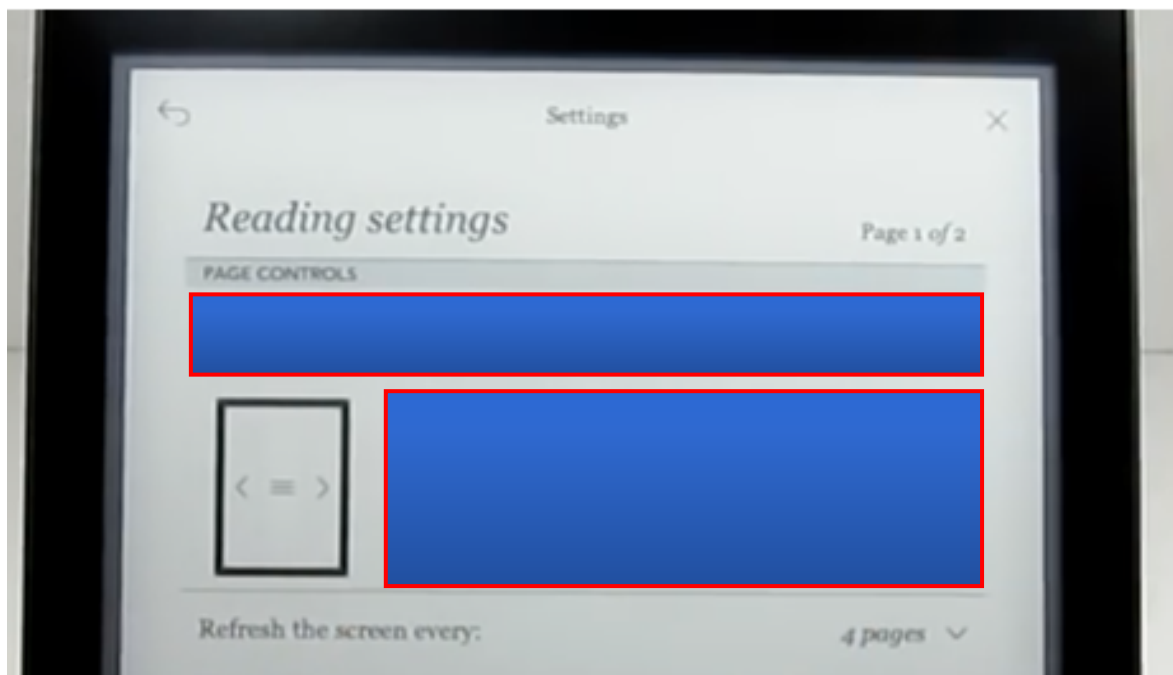 Settings
Reading settings
Page 1 of 2
PAGE CONTROLS
Refresh the screen every:
4 pages